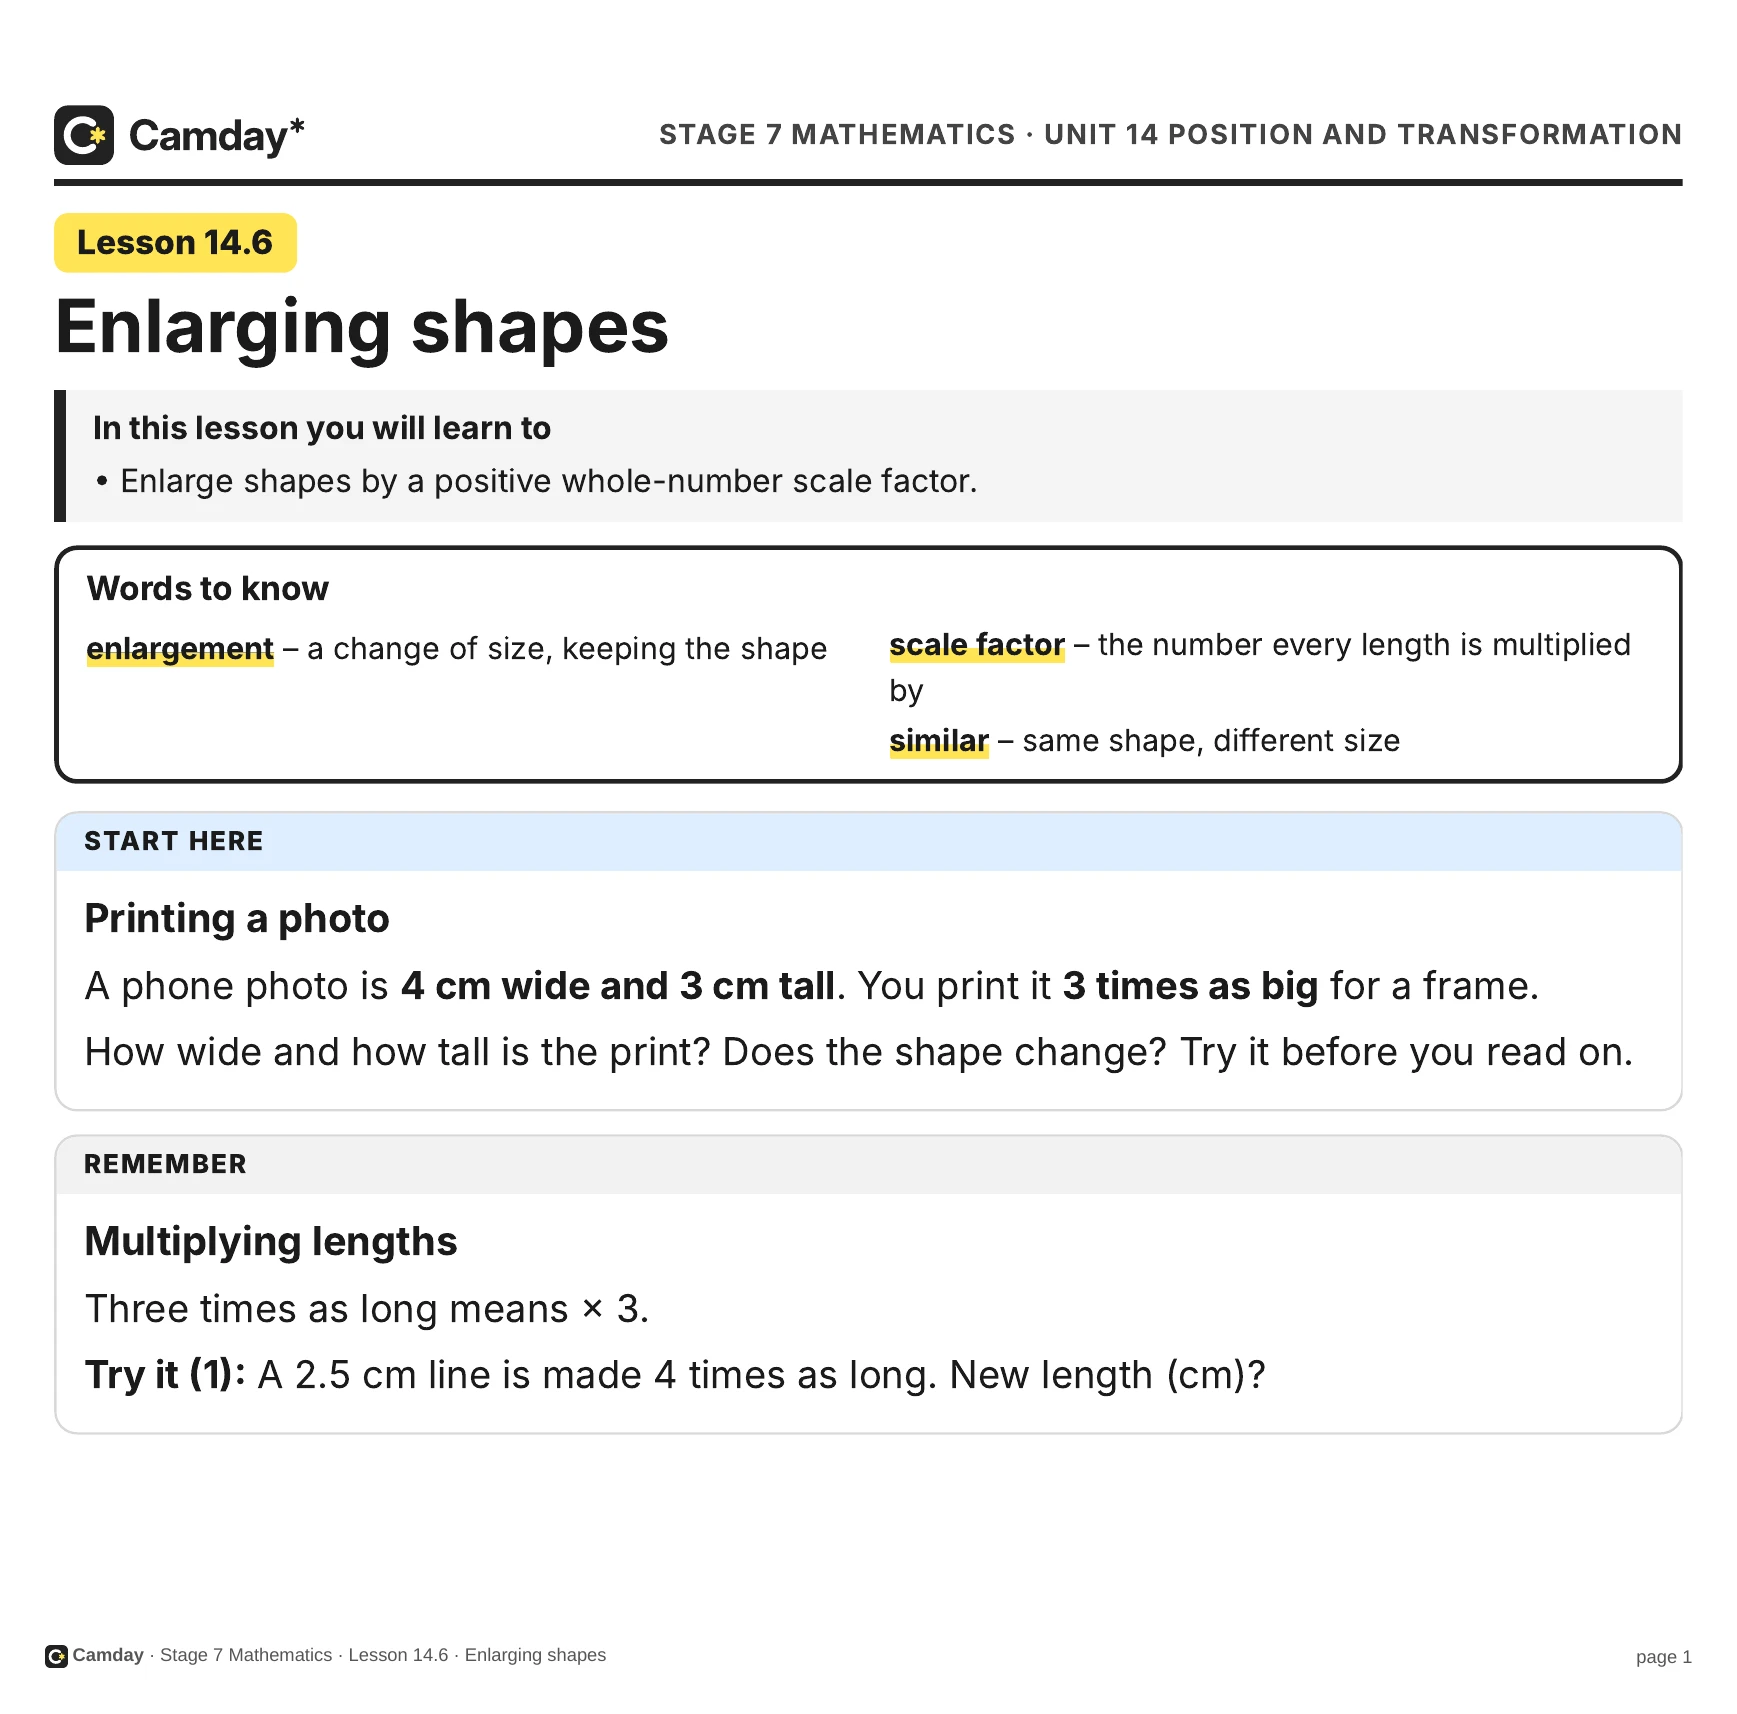 Camday*
STAGE 7 MATHEMATICS · UNIT 14 POSITION AND TRANSFORMATION
Lesson 14.6
Enlarging shapes
In this lesson you will learn to
• Enlarge shapes by a positive whole-number scale factor.
Words to know
enlargement – a change of size, keeping the shape
scale factor – the number every length is multiplied
by
similar – same shape, different size
START HERE
Printing a photo
A phone photo is 4 cm wide and 3 cm tall. You print it 3 times as big for a frame.
How wide and how tall is the print? Does the shape change? Try it before you read on.
REMEMBER
Multiplying lengths
Three times as long means × 3.
Try it (1): A 2.5 cm line is made 4 times as long. New length (cm)?
Camday · Stage 7 Mathematics · Lesson 14.6 · Enlarging shapes
page 1